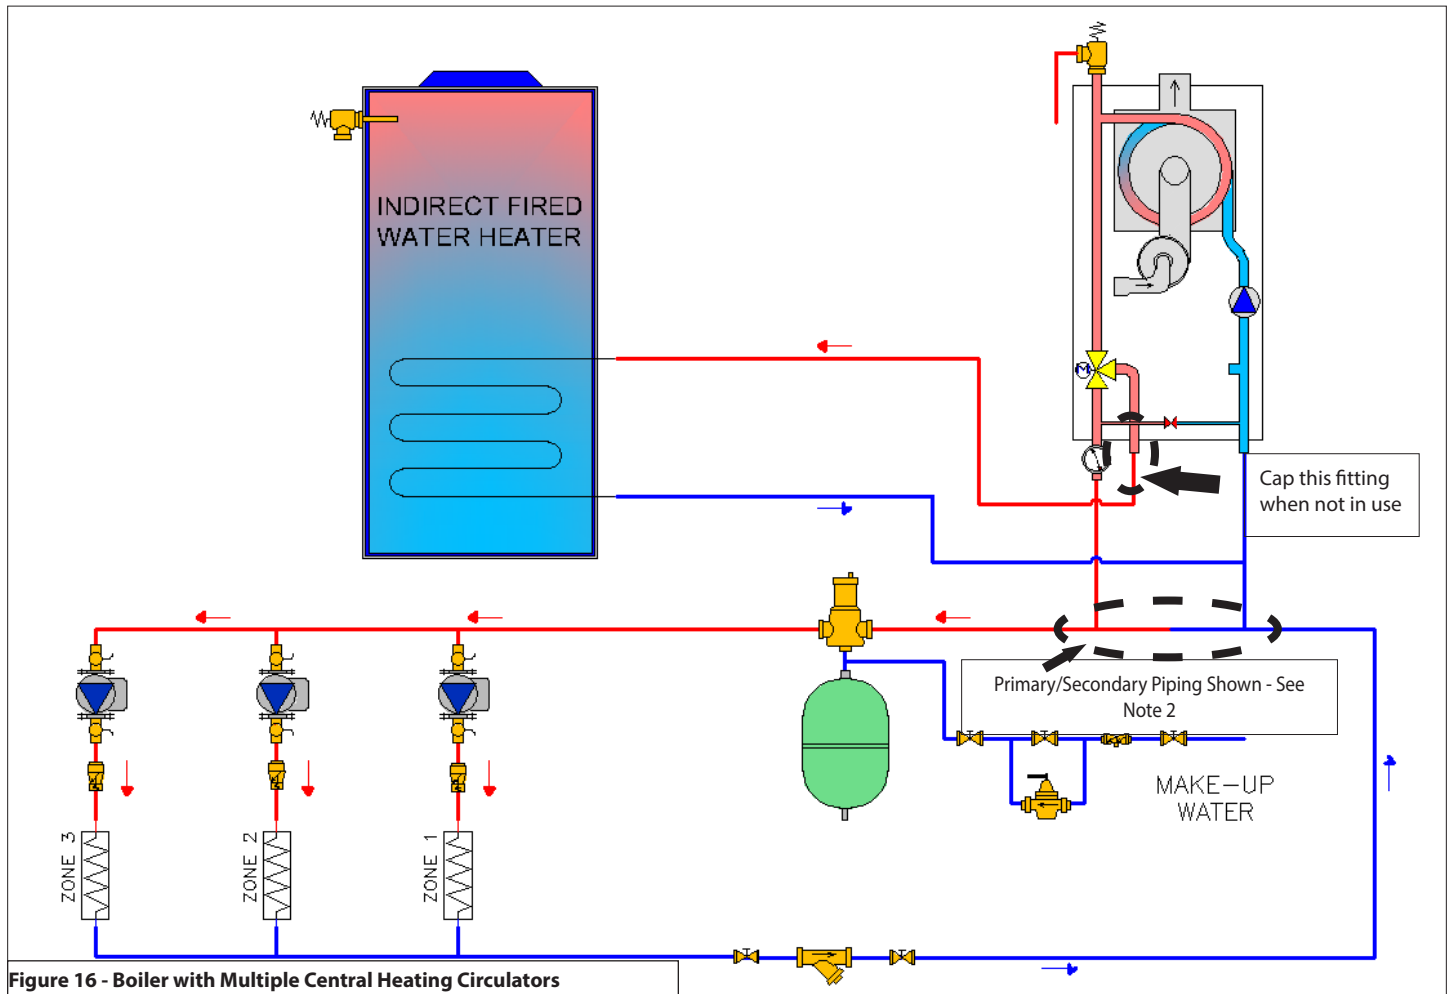 INDIRECT FIRED
WATER HEATER
M
Cap this fitting
when not in use
Primary/Secondary Piping Shown - See
Note 2
MAKE-UP
WATER
ZONE 3
ZONE 2
ZONE 1
Figure 16 - Boiler with Multiple Central Heating Circulators